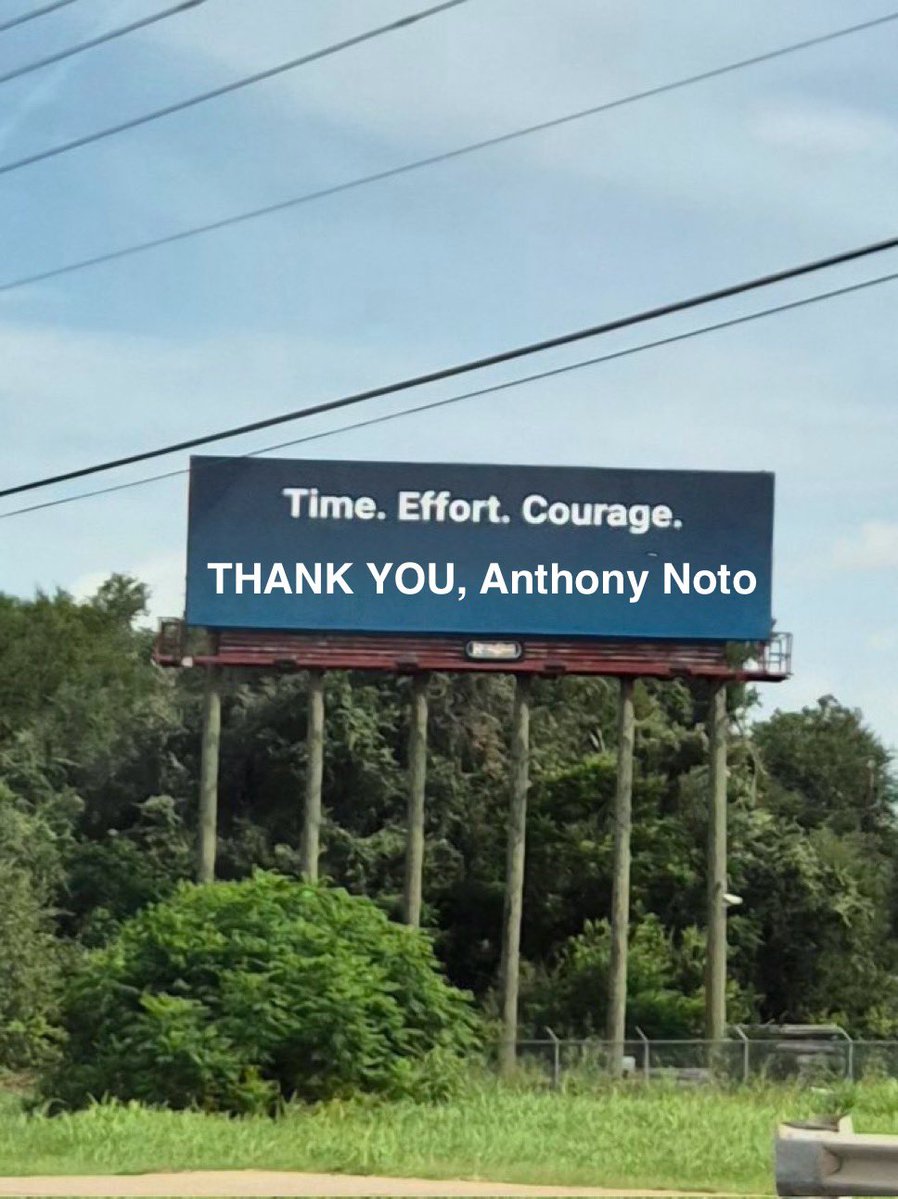 Time. Effort. Courage.
THANK YOU, Anthony Noto